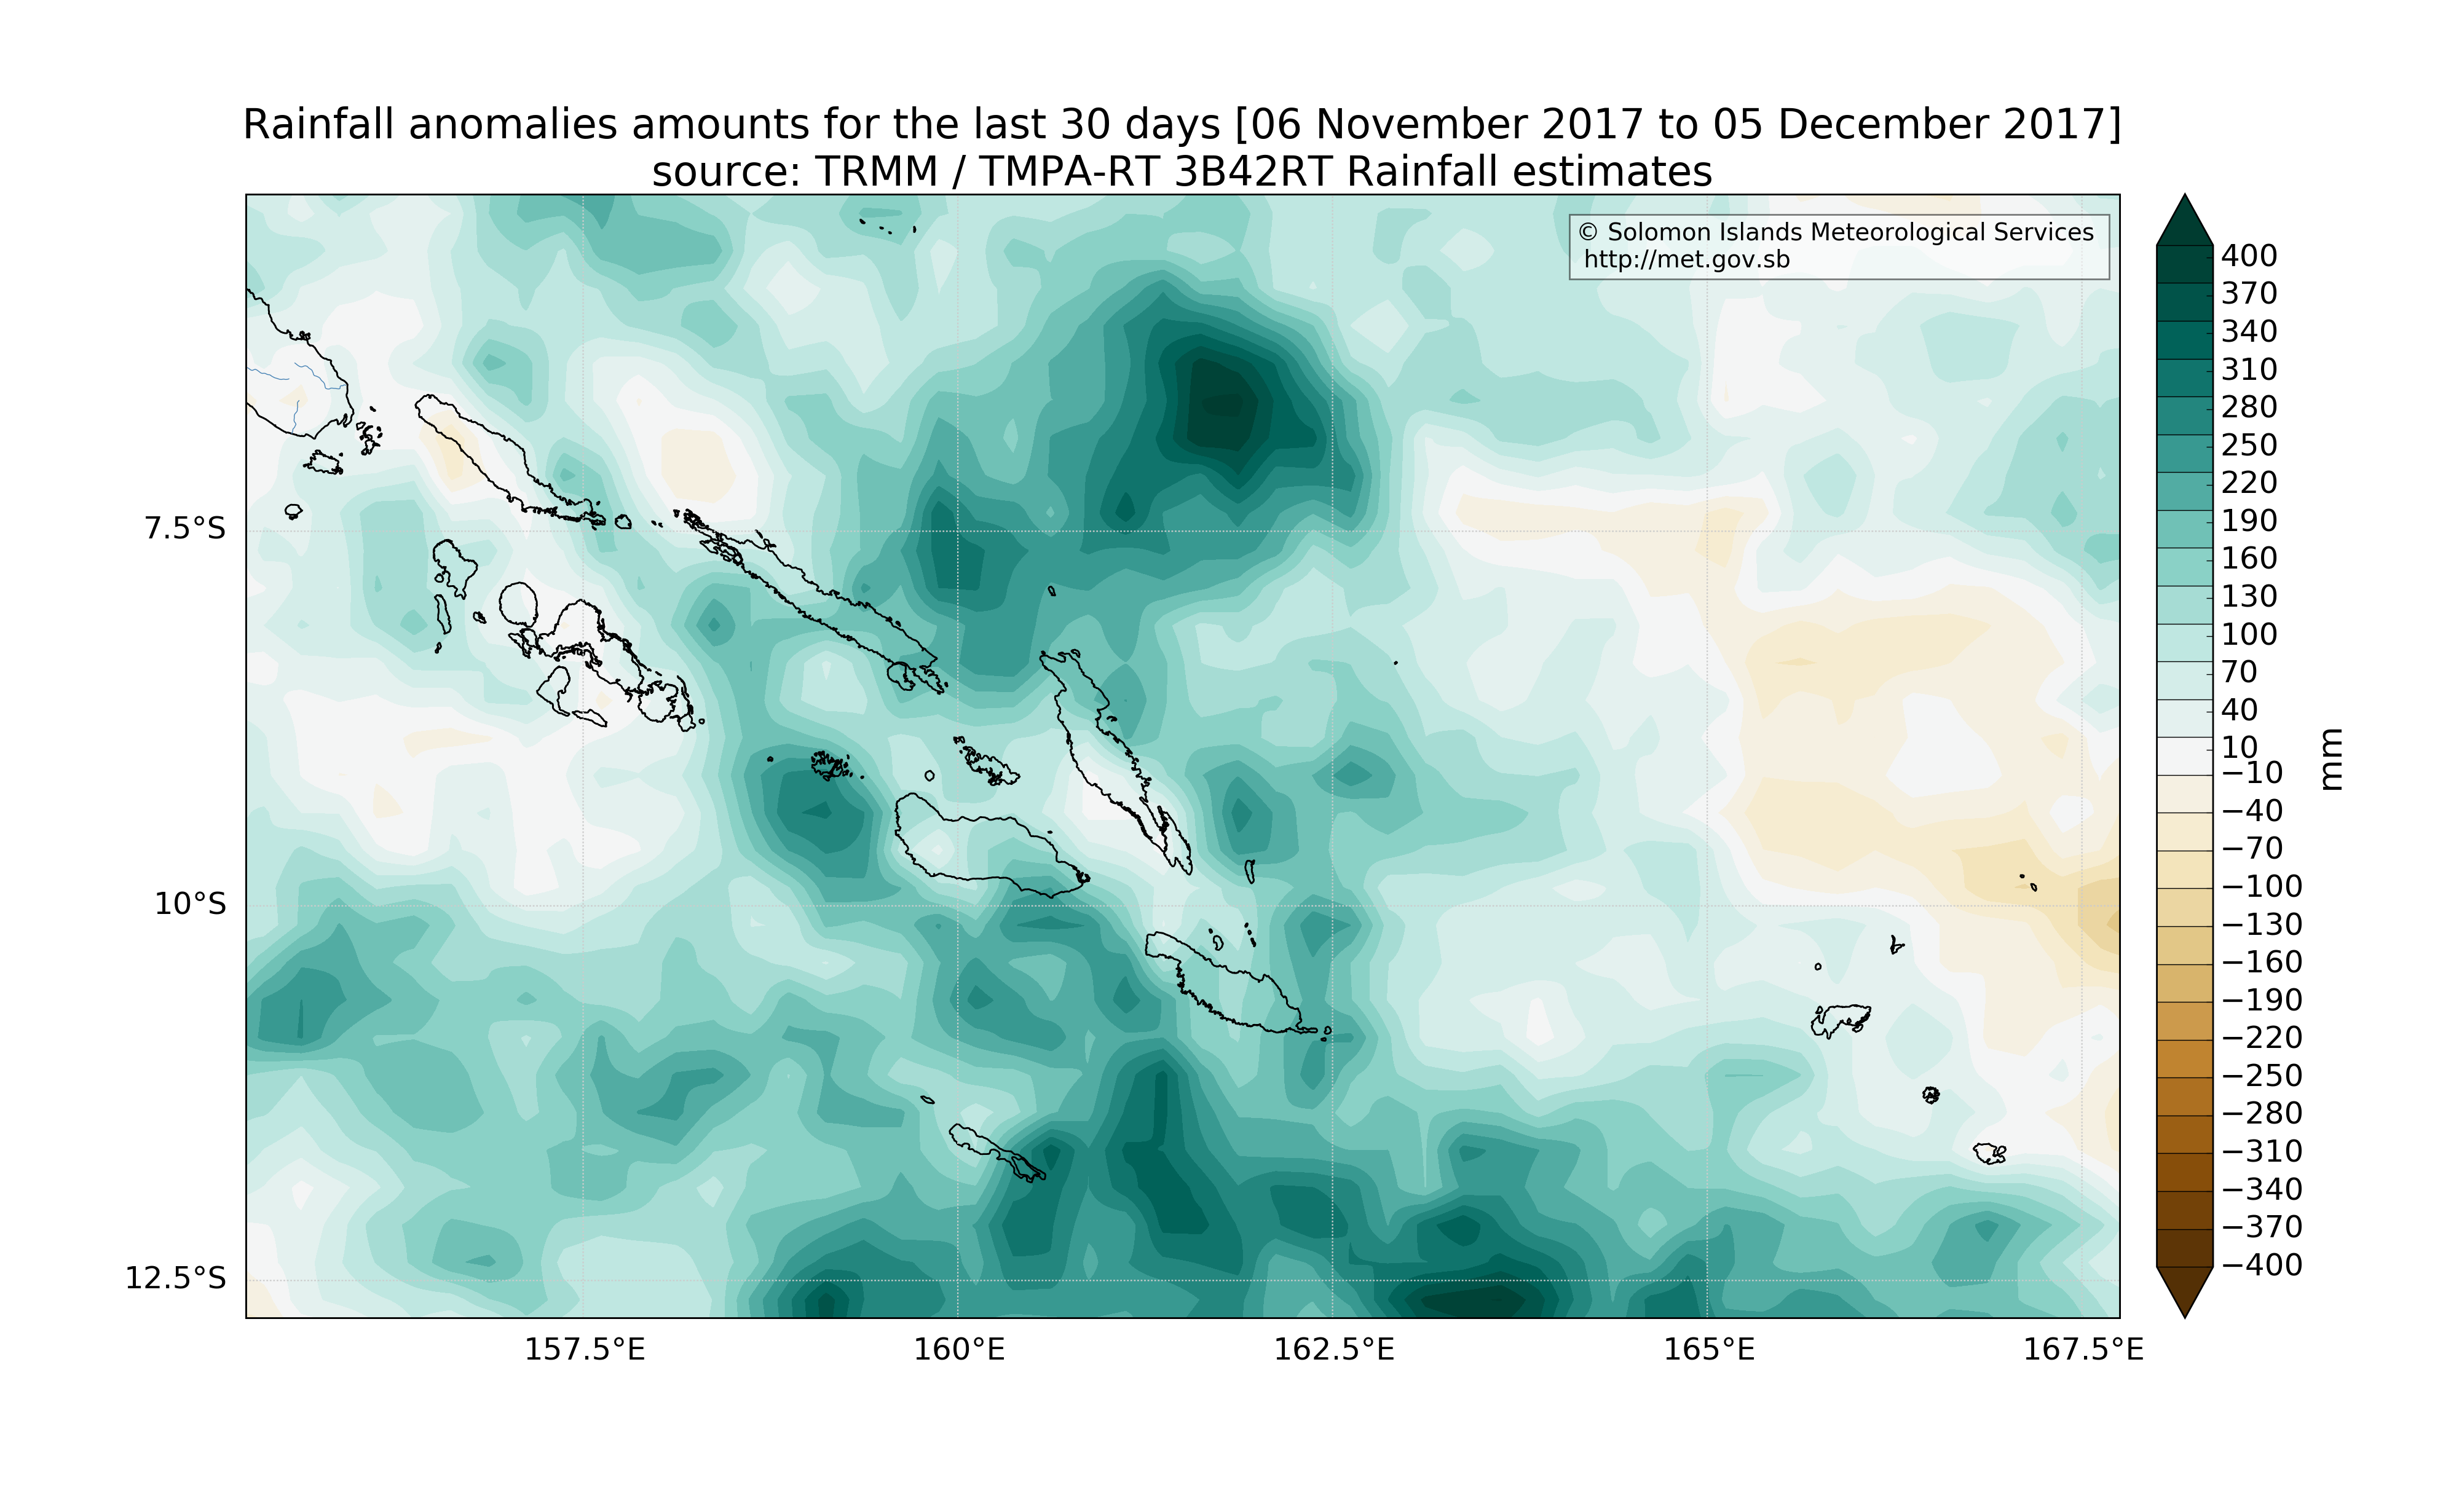 Rainfall anomalies amounts for the last 30 days [06 November 2017 to 05 December 2017]
source: TRMM / TMPA-RT 3B42RT Rainfall estimates
© Solomon Islands Meteorological Services
http://met.gov.sb
7.5°S
10°S
12.5°S
157.5°E
160°E
162.5°E
165°E
167.5°E
400
370
340
310
280
250
220
190
160
130
100
70
40
10
−10
−40
−70
−100
−130
−160
−190
−220
−250
−280
−310
−340
−370
−400
mm